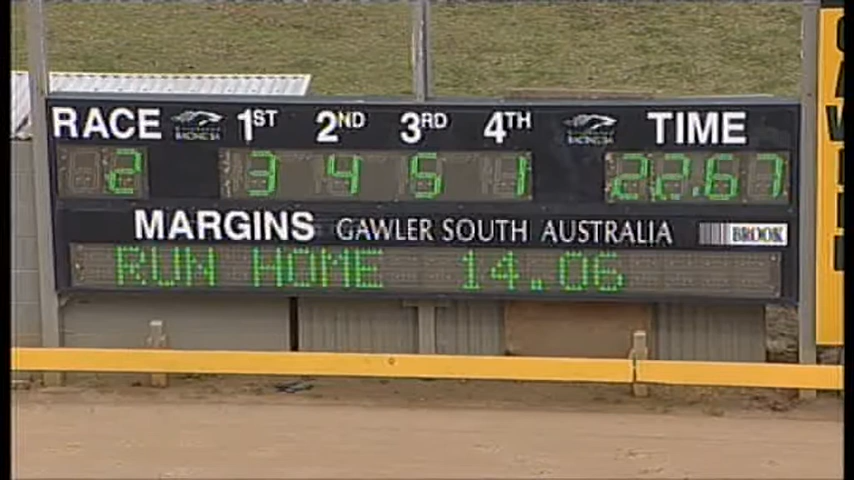 RACE 1ST 2ND 3RD 4TH TIME
2 3 4 5 1 22.67
MARGINS GAWLER SOUTH AUSTRALIA BROOK
RUN HOME 14.06